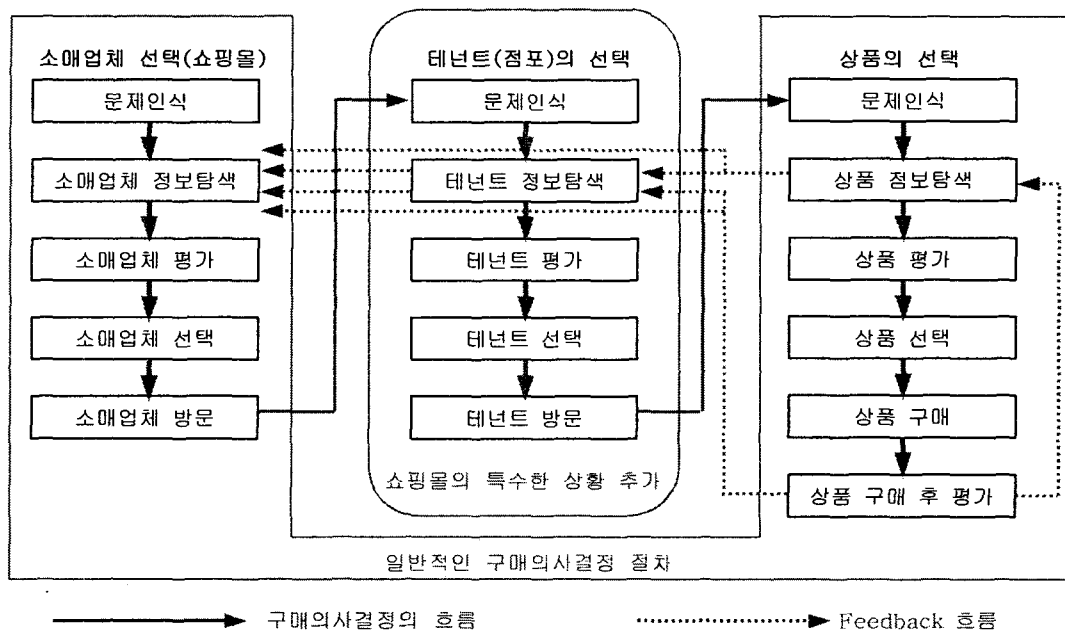 소매업체 선택(쇼핑몰)
문제인식
소매업체 정보탐색
소매업체 평가
소매업체 선택
소매업체 방문
테넌트(점포)의 선택
문제인식
테넌트 정보탐색
테넌트 평가
테넌트 선택
테넌트 방문
쇼핑몰의 특수한 상황 추가
상품의 선택
문제인식
상품 점보탐색
상품 평가
상품 선택
상품 구매
상품 구매 후 평가
일반적인 구매의사결정 절차
구매의사결정의 흐름
Feedback 흐름